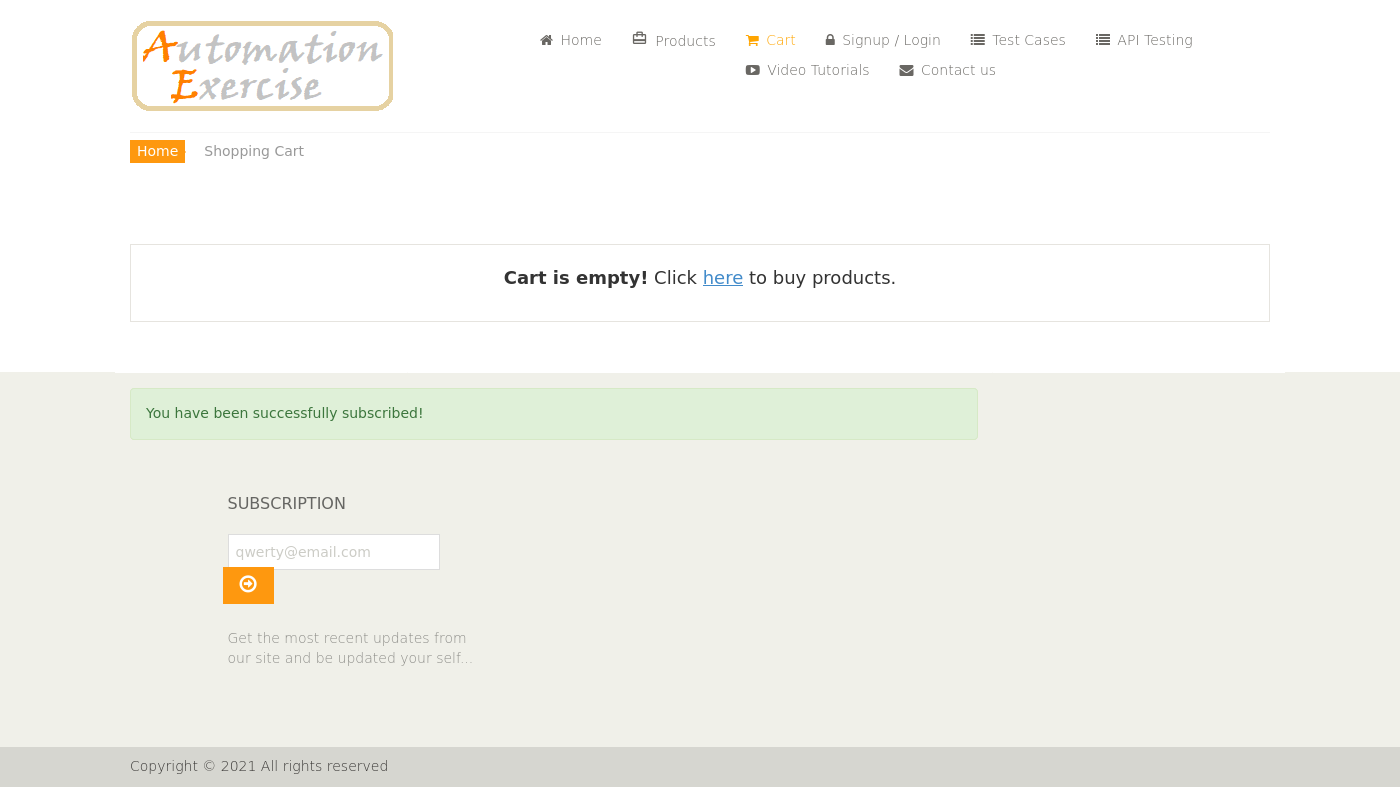 Automation
Exercise
Home Products Cart Signup / Login Test Cases API Testing
Video Tutorials Contact us
Home Shopping Cart
Cart is empty! Click here to buy products.
You have been successfully subscribed!
SUBSCRIPTION
qwerty@email.com
Get the most recent updates from
our site and be updated your self...
Copyright © 2021 All rights reserved